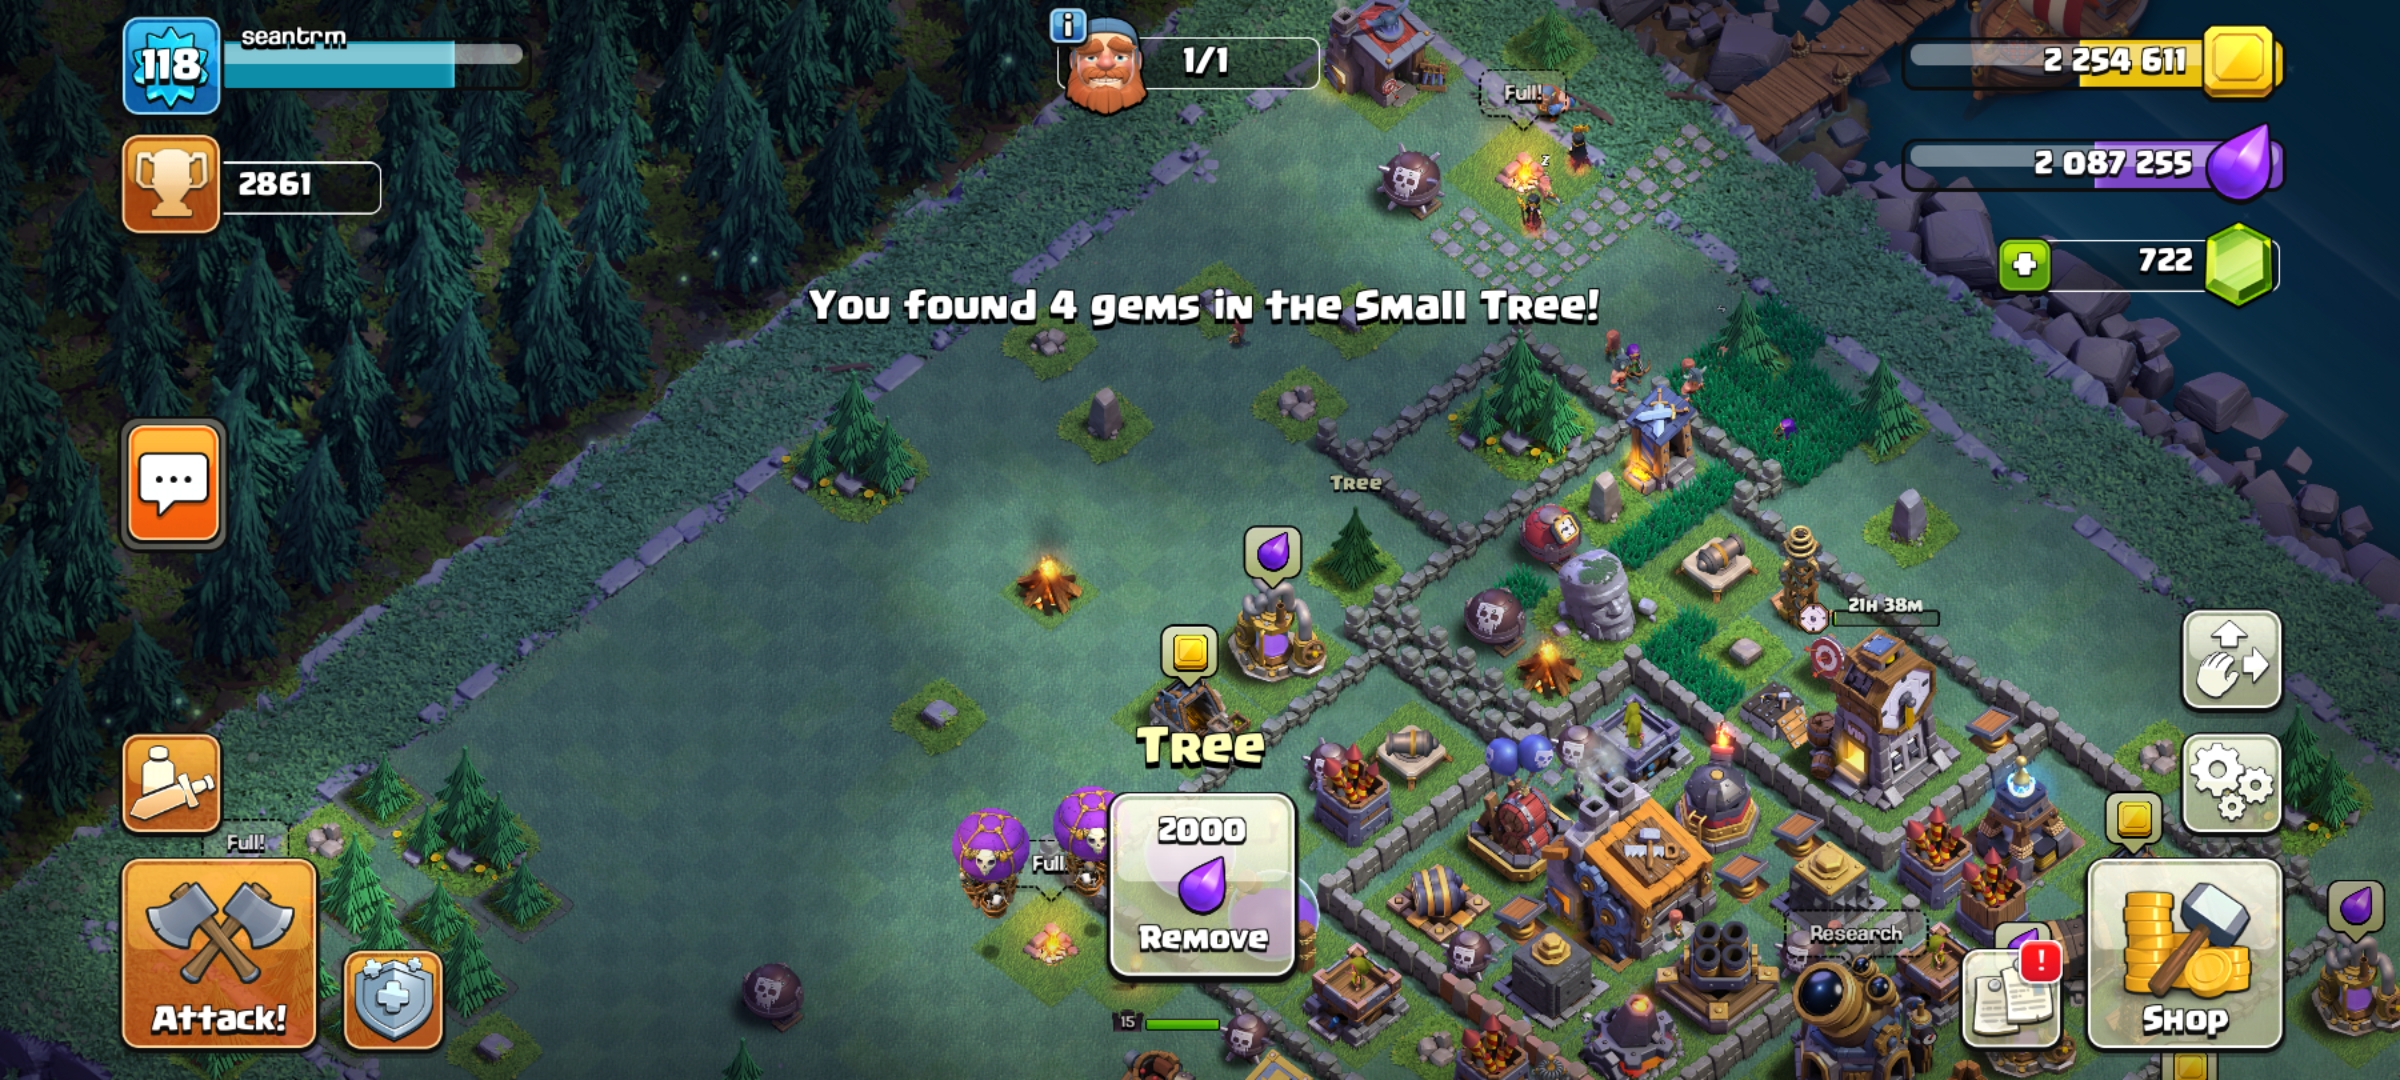 118
seantrm
1/1
2 254 611
Full!
2861
2 087 255
722
You found 4 gems in the Small Tree!
Tree
21H 38M
Tree
2000
Remove
Full!
Full
Attack!
Research
!
Shop
15